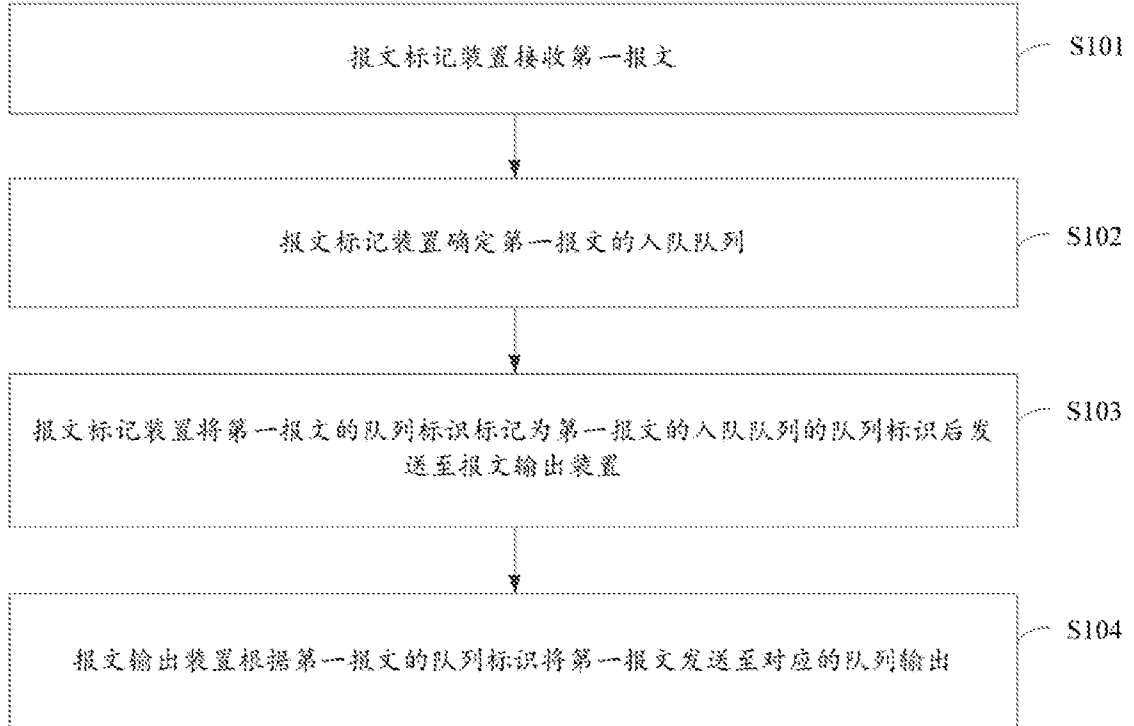 报文标记装置接收第一报文
S101
报文标记装置确定第一报文的入队队列
S102
报文标记装置将第一报文的队列标识标记为第一报文的入队队列的队列标识后发
送至报文输出装置
S103
报文输出装置根据第一报文的队列标识将第一报文发送至对应的队列输出
S104